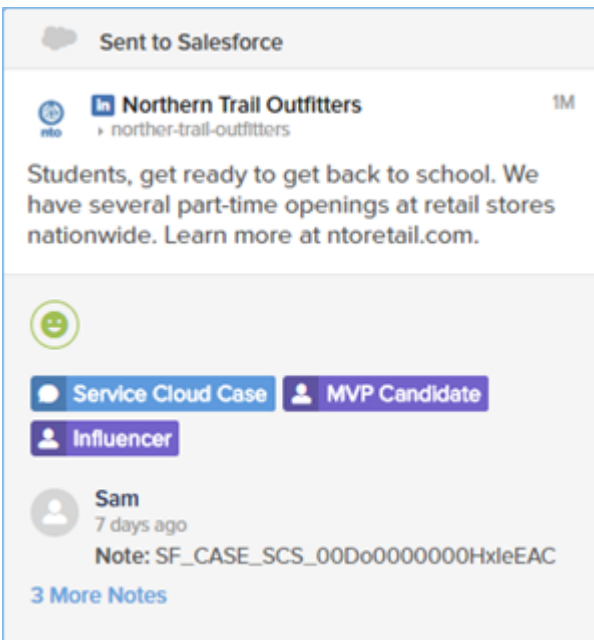 Sent to Salesforce
in Northern Trail Outfitters 1M
norther-trail-outfitters
nto
Students, get ready to get back to school. We
have several part-time openings at retail stores
nationwide. Learn more at ntoretail.com.
Service Cloud Case MVP Candidate
Influencer
Sam
7 days ago
Note: SF_CASE_SCS_00Do0000000HxleEAC
3 More Notes